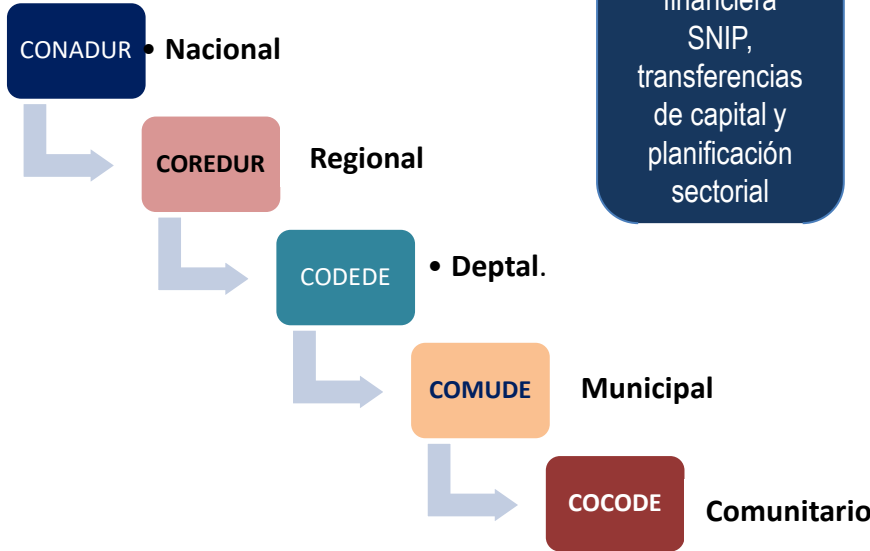 CONADUR
• Nacional
financiera
SNIP,
transferencias
de capital y
planificación
sectorial
COREDUR
Regional
CODEDE
• Deptal.
COMUDE
Municipal
COCODE
Comunitario